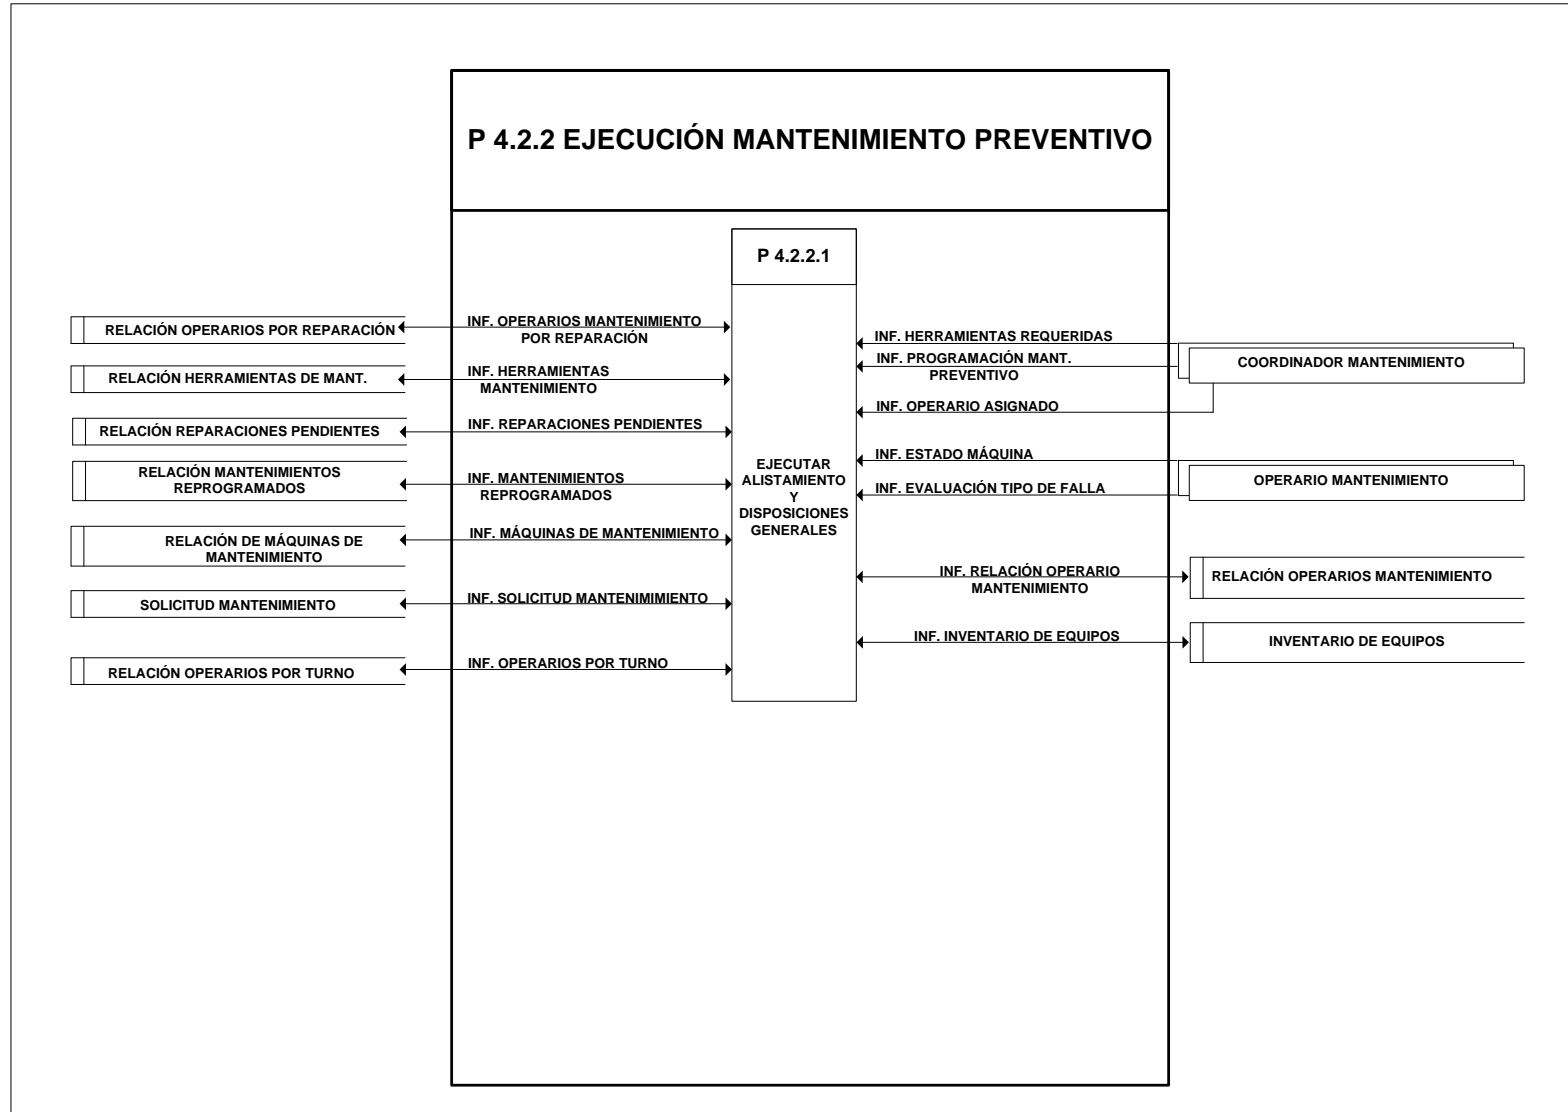 P 4.2.2 EJECUCIÓN MANTENIMIENTO PREVENTIVO
P 4.2.2.1
EJECUTAR
ALISTAMIENTO
Y
DISPOSICIONES
GENERALES
RELACIÓN OPERARIOS POR REPARACIÓN
INF. OPERARIOS MANTENIMIENTO
POR REPARACIÓN
RELACIÓN HERRAMIENTAS DE MANT.
INF. HERRAMIENTAS
MANTENIMIENTO
RELACIÓN REPARACIONES PENDIENTES
INF. REPARACIONES PENDIENTES
RELACIÓN MANTENIMIENTOS
REPROGRAMADOS
INF. MANTENIMIENTOS
REPROGRAMADOS
RELACIÓN DE MÁQUINAS DE
MANTENIMIENTO
INF. MÁQUINAS DE MANTENIMIENTO
SOLICITUD MANTENIMIENTO
INF. SOLICITUD MANTENIMIMIENTO
RELACIÓN OPERARIOS POR TURNO
INF. OPERARIOS POR TURNO
INF. HERRAMIENTAS REQUERIDAS
INF. PROGRAMACIÓN MANT.
PREVENTIVO
INF. OPERARIO ASIGNADO
COORDINADOR MANTENIMIENTO
INF. ESTADO MÁQUINA
INF. EVALUACIÓN TIPO DE FALLA
OPERARIO MANTENIMIENTO
INF. RELACIÓN OPERARIO
MANTENIMIENTO
RELACIÓN OPERARIOS MANTENIMIENTO
INF. INVENTARIO DE EQUIPOS
INVENTARIO DE EQUIPOS